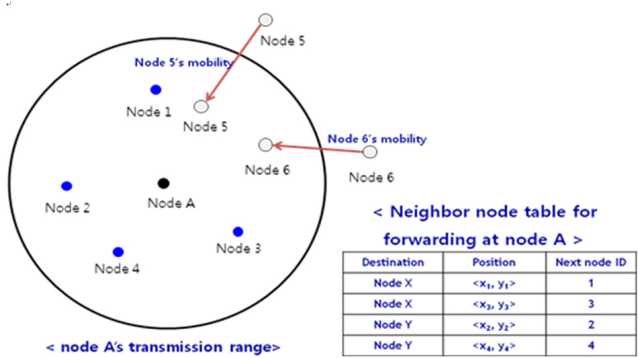 Node 5
Node 5's mobility
Node 1
Node 5
Node 6's mobility
Node 6
Node 6
Node 2
Node A
Node 3
Node 4
< node A's transmission range>
< Neighbor node table for
forwarding at node A >
Destination Position Next node ID
Node X <x₁, y₁> 1
Node X <x₃, y₃> 3
Node Y <x₂, y₂> 2
Node Y <x₄, y₄> 4